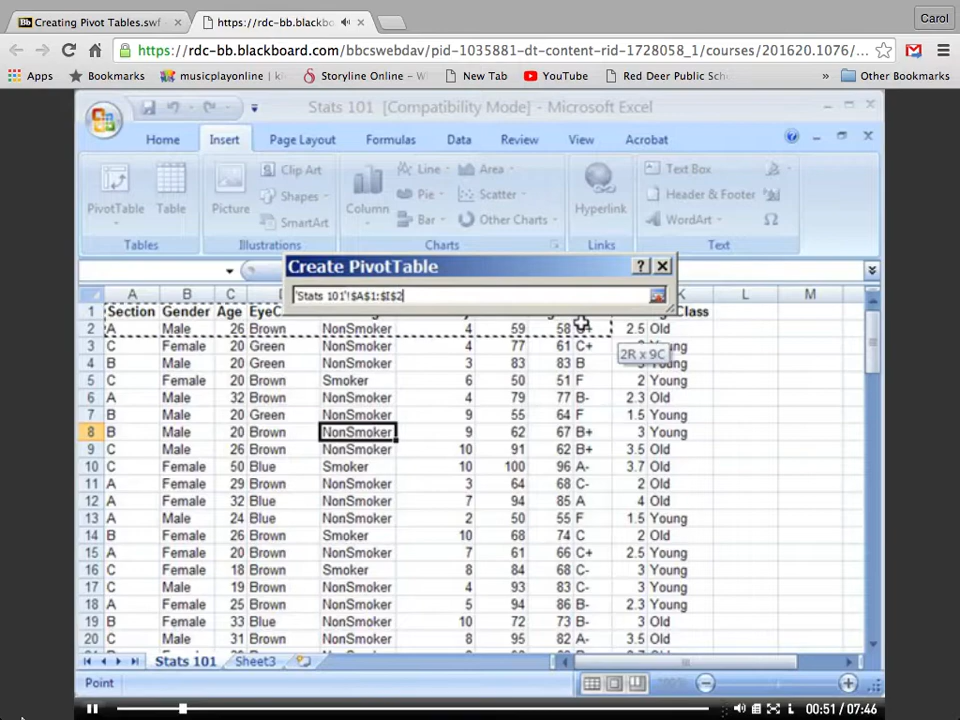 Creating Pivot Tables.swf
https://rdc-bb.blackboa
Carol
https://rdc-bb.blackboard.com/bbcswebdav/pid-1035881-dt-content-rid-1728058_1/courses/201620.1076/...
Apps Bookmarks musicplayonline | k Storyline Online – W New Tab YouTube Red Deer Public Scho » Other Bookmarks
Stats 101 [Compatibility Mode] - Microsoft Excel
Home Insert Page Layout Formulas Data Review View Acrobat
PivotTable Table Picture Clip Art Shapes SmartArt Column Line Pie Bar Area Scatter Other Charts Hyperlink Text Box Header & Footer WordArt Ω
Tables Illustrations Charts Links Text
Create PivotTable ? X
'Stats 101'!$A$1:$I$2
A B C K L M
1 Section Gender Age Class
2 A Male 26 Brown NonSmoker 4 59 58 C+ 2.5 Old
2R x 9C
3 C Female 20 Green NonSmoker 4 77 61 C+ Young
4 B Male 20 Green NonSmoker 3 83 83 B Young
5 C Female 20 Brown Smoker 6 50 51 F 2 Young
6 A Male 32 Brown NonSmoker 4 79 77 B- 2.3 Old
7 B Male 20 Green NonSmoker 9 55 64 F 1.5 Young
8 B Male 20 Brown NonSmoker 9 62 67 B+ 3 Young
9 C Male 26 Brown NonSmoker 10 91 62 B+ 3.5 Old
10 C Female 50 Blue Smoker 10 100 96 A- 3.7 Old
11 A Female 29 Brown NonSmoker 3 64 68 C- 2 Old
12 A Male 32 Blue NonSmoker 7 94 85 A 4 Old
13 A Male 24 Blue NonSmoker 2 50 55 F 1.5 Young
14 B Female 26 Brown Smoker 10 68 74 C 2 Old
15 A Female 20 Brown NonSmoker 7 61 66 C+ 2.5 Young
16 C Female 18 Brown Smoker 8 84 68 C- 3 Young
17 C Male 19 Brown NonSmoker 4 93 83 C- 3 Young
18 A Female 25 Brown NonSmoker 5 94 86 B- 2.3 Young
19 B Female 33 Blue NonSmoker 10 72 73 B- 3 Old
20 C Male 31 Brown NonSmoker 8 95 82 A- 3.5 Old
Stats 101 Sheet3
Point
00:51 / 07:46